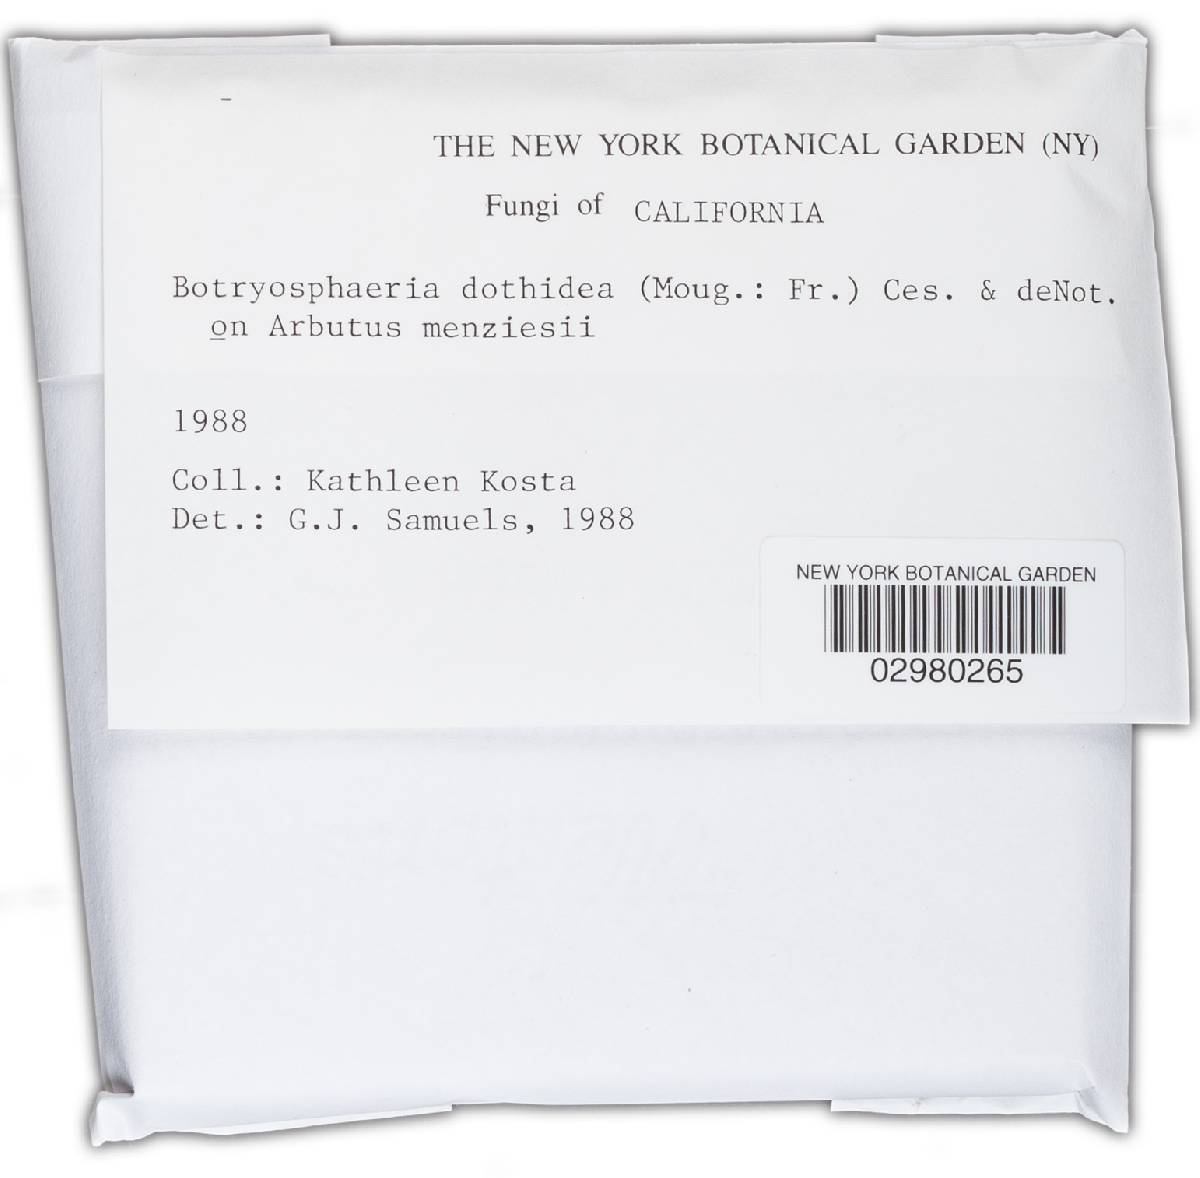 THE NEW YORK BOTANICAL GARDEN (NY)
Fungi of CALIFORNIA
Botryosphaeria dothidea (Moug.: Fr.) Ces. & deNot.
on Arbutus menziesii
1988
Coll.: Kathleen Kosta
Det.: G.J. Samuels, 1988
NEW YORK BOTANICAL GARDEN
02980265